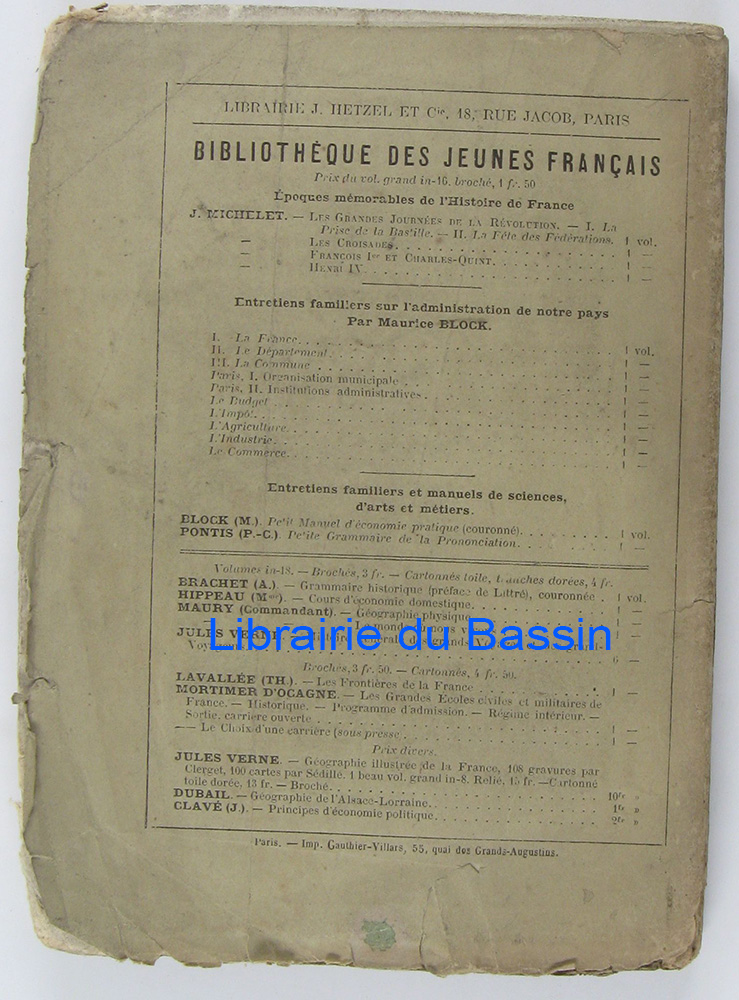 LIBRAIRIE J. HETZEL ET Cie, 18, RUE JACOB, PARIS
BIBLIOTHÈQUE DES JEUNES FRANÇAIS
Prix du vol. grand in-16, broché, 1 fr. 50
Époques mémorables de l'Histoire de France
J. MICHELET. — LES GRANDES JOURNÉES DE LA RÉVOLUTION. — I. La
Prise de la Bastille. — II. La Fête des Fédérations. 1 vol.
— LES CROISADES. 1 —
— FRANÇOIS Ier ET CHARLES-QUINT. 1 —
— HENRI IV. 1 —
Entretiens familiers sur l'administration de notre pays
Par Maurice BLOCK.
I. La France. 1 vol.
II. Le Département. 1 —
III. La Commune 1 —
Paris. I. Organisation municipale 1 —
Paris. II. Institutions administratives. 1 —
Le Budget 1 —
L'Impôt. 1 —
L'Agriculture. 1 —
L'Industrie. 1 —
Le Commerce. 1 —
Entretiens familiers et manuels de sciences,
d'arts et métiers.
BLOCK (M.). Petit Manuel d'économie pratique (couronné). 1 vol.
PONTIS (P.-C.). Petite Grammaire de la Prononciation. 1 —
Volumes in-18. — Brochés, 3 fr. — Cartonnés toile, tranches dorées, 4 fr.
BRACHET (A.). — Grammaire historique (préface de Littré), couronnée. 1 vol.
HIPPEAU (Mme). — Cours d'économie domestique. 1 —
MAURY (Commandant). — Géographie physique
— Le monde où nous
JULES VERNE
Librairie du Bassin
Brochés, 3 fr. 50. — Cartonnés, 4 fr. 50.
LAVALLÉE (TH.). — Les Frontières de la France 1 —
MORTIMER D'OCAGNE. — Les Grandes Écoles civiles et militaires de
France. — Historique. — Programme d'admission. — Régime intérieur. —
Sortie, carrière ouverte 1 —
— — Le Choix d'une carrière (sous presse 1 —
Prix divers.
JULES VERNE. — Géographie illustrée de la France, 108 gravures par
Clerget, 100 cartes par Sédille. 1 beau vol. grand in-8. Relié, 15 fr. — Cartonné
toile dorée, 13 fr. — Broché. 10fr »
DUBAIL. — Géographie de l'Alsace-Lorraine. 1fr »
CLAVÉ (J.). — Principes d'économie politique. 2fr »
Paris. — Imp. Gauthier-Villars, 55, quai des Grands-Augustins.